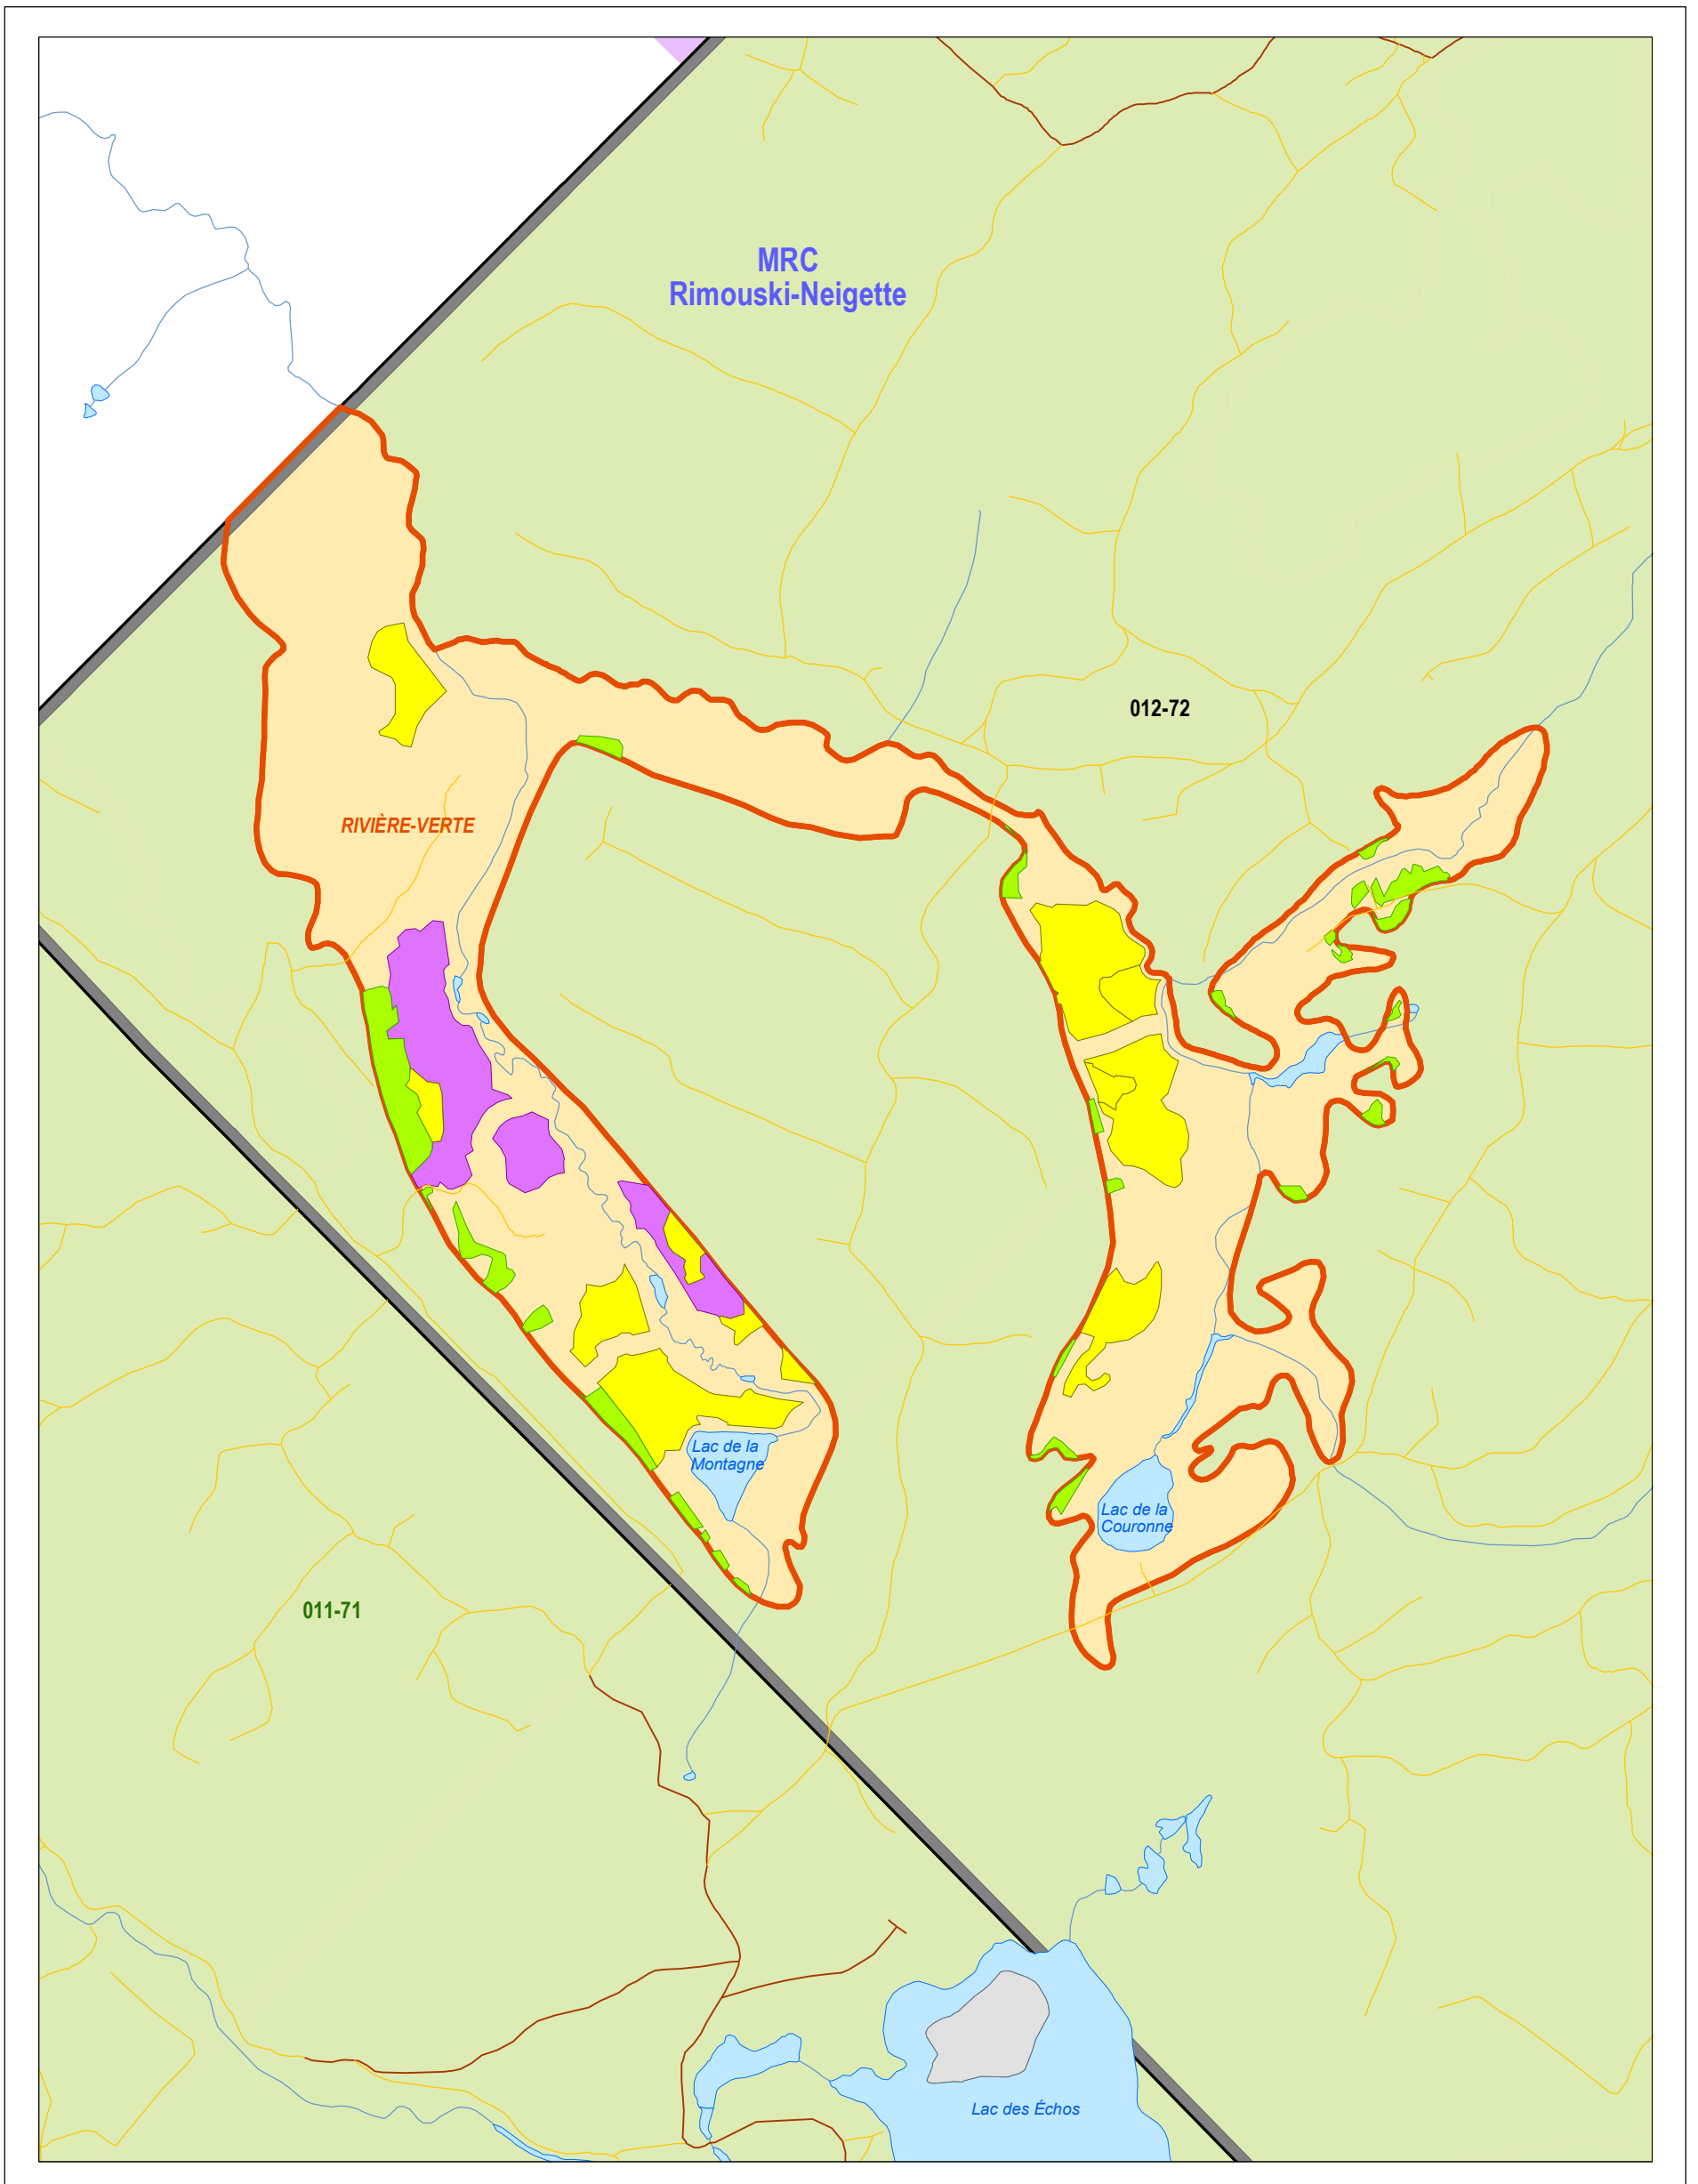 MRC
Rimouski-Neigette
012-72
RIVIÈRE-VERTE
Lac de la
Montagne
Lac de la
Couronne
011-71
Lac des Échos